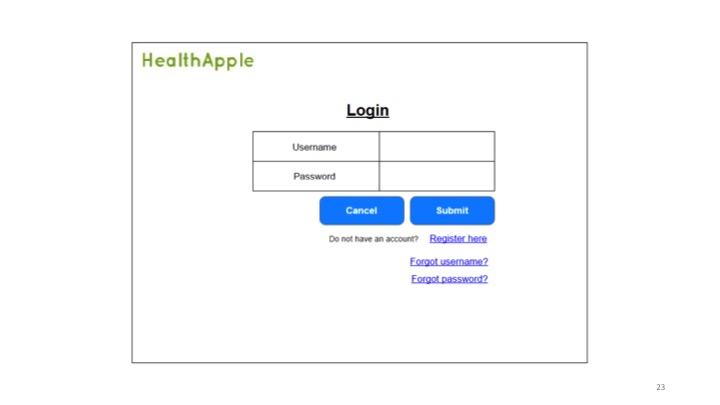 HealthApple
Login
Username
Password
Cancel Submit
Do not have an account? Register here
Forgot username?
Forgot password?
23